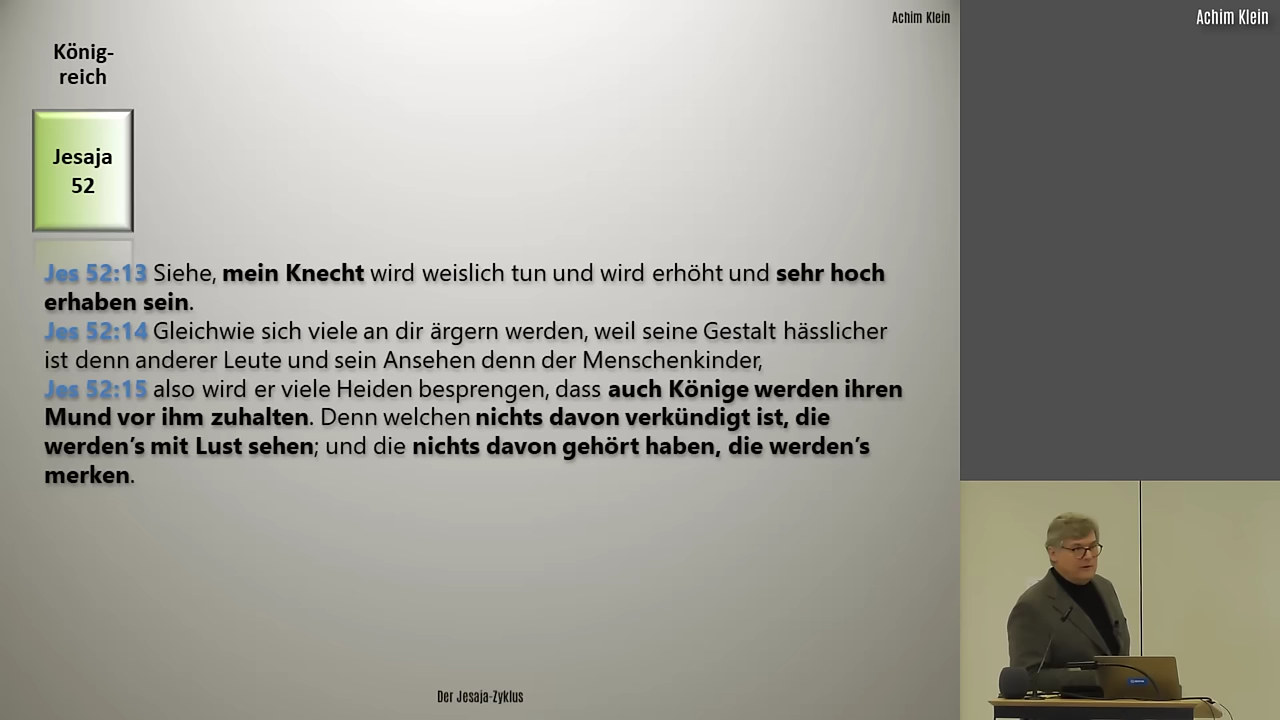 Achim Klein
Achim Klein
König-
reich
Jesaja
52
Jes 52:13 Siehe, mein Knecht wird weislich tun und wird erhöht und sehr hoch
erhaben sein.
Jes 52:14 Gleichwie sich viele an dir ärgern werden, weil seine Gestalt hässlicher
ist denn anderer Leute und sein Ansehen denn der Menschenkinder,
Jes 52:15 also wird er viele Heiden besprengen, dass auch Könige werden ihren
Mund vor ihm zuhalten. Denn welchen nichts davon verkündigt ist, die
werden’s mit Lust sehen; und die nichts davon gehört haben, die werden’s
merken.
Der Jesaja-Zyklus